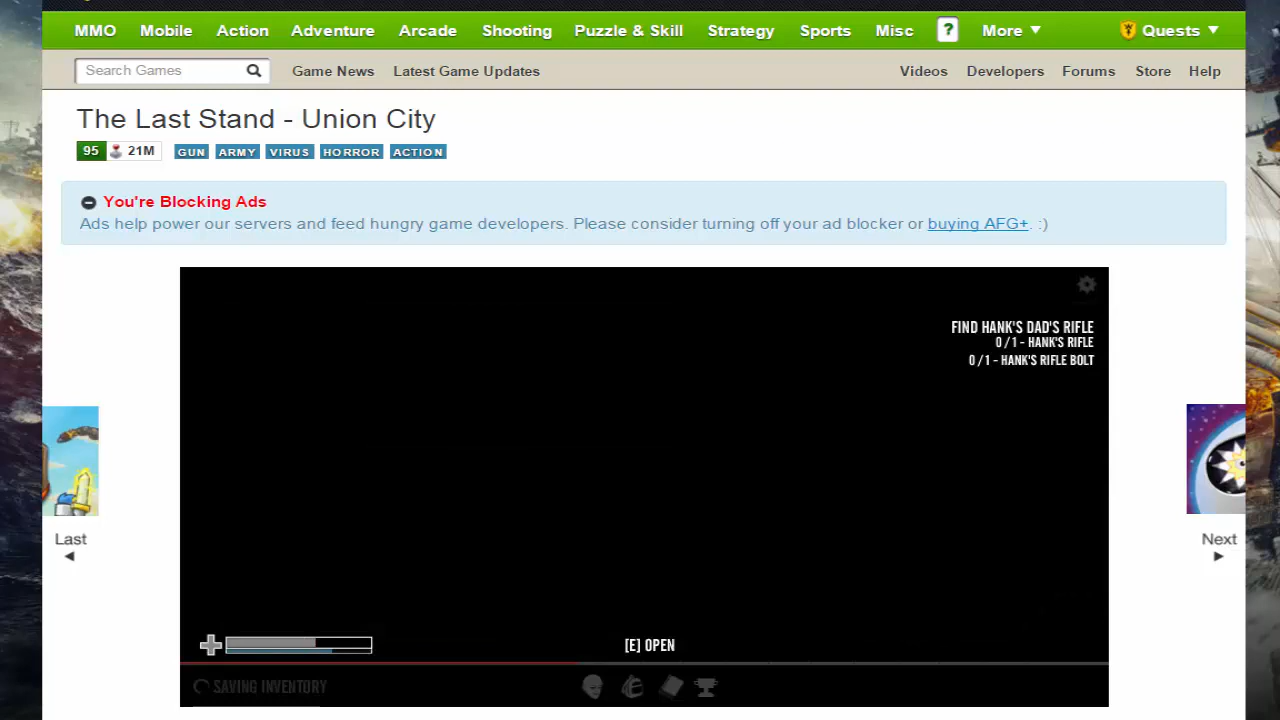 MMO Mobile Action Adventure Arcade Shooting Puzzle & Skill Strategy Sports Misc ? More Quests
Search Games Game News Latest Game Updates Videos Developers Forums Store Help
The Last Stand - Union City
95 21M GUN ARMY VIRUS HORROR ACTION
You're Blocking Ads
Ads help power our servers and feed hungry game developers. Please consider turning off your ad blocker or buying AFG+. :)
FIND HANK'S DAD'S RIFLE
0/1 - HANK'S RIFLE
0/1 - HANK'S RIFLE BOLT
Last
Next
[E] OPEN
SAVING INVENTORY